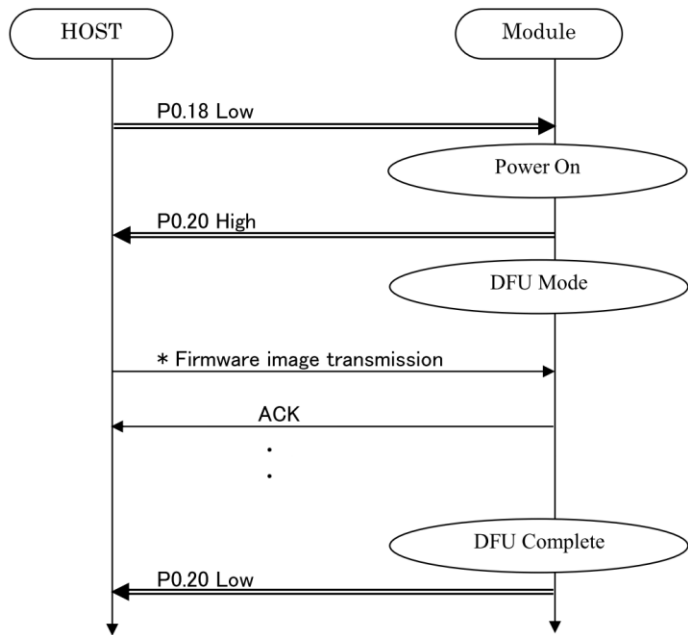 HOST
Module
P0.18 Low
Power On
P0.20 High
DFU Mode
* Firmware image transmission
ACK
.
.
DFU Complete
P0.20 Low